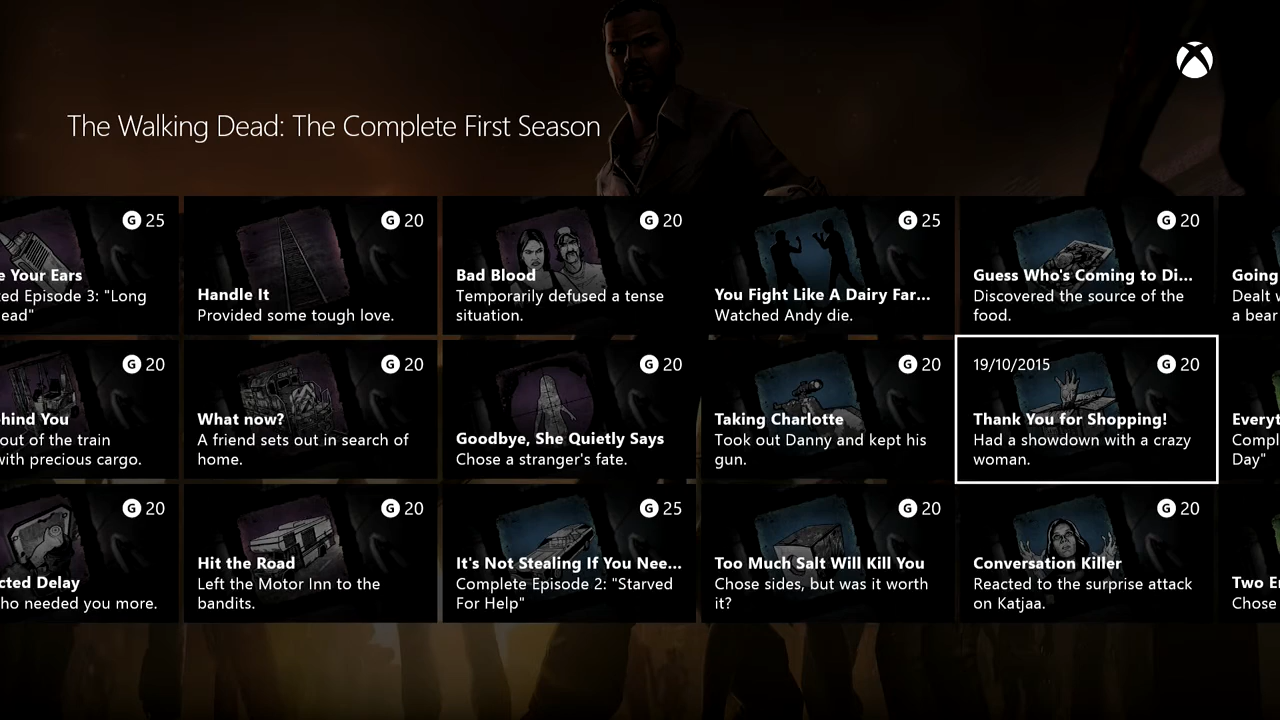 The Walking Dead: The Complete First Season
G 25
e Your Ears
ted Episode 3: "Long
ead"
G 20
Handle It
Provided some tough love.
G 20
Bad Blood
Temporarily defused a tense
situation.
G 25
You Fight Like A Dairy Far...
Watched Andy die.
G 20
Guess Who's Coming to Di...
Discovered the source of the
food.
Going
Dealt w
a bear
G 20
hind You
out of the train
with precious cargo.
G 20
What now?
A friend sets out in search of
home.
G 20
Goodbye, She Quietly Says
Chose a stranger's fate.
G 20
Taking Charlotte
Took out Danny and kept his
gun.
19/10/2015 G 20
Thank You for Shopping!
Had a showdown with a crazy
woman.
Everyt
Compl
Day"
G 20
cted Delay
ho needed you more.
G 20
Hit the Road
Left the Motor Inn to the
bandits.
G 25
It's Not Stealing If You Nee...
Complete Episode 2: "Starved
For Help"
G 20
Too Much Salt Will Kill You
Chose sides, but was it worth
it?
G 20
Conversation Killer
Reacted to the surprise attack
on Katjaa.
Two E
Chose